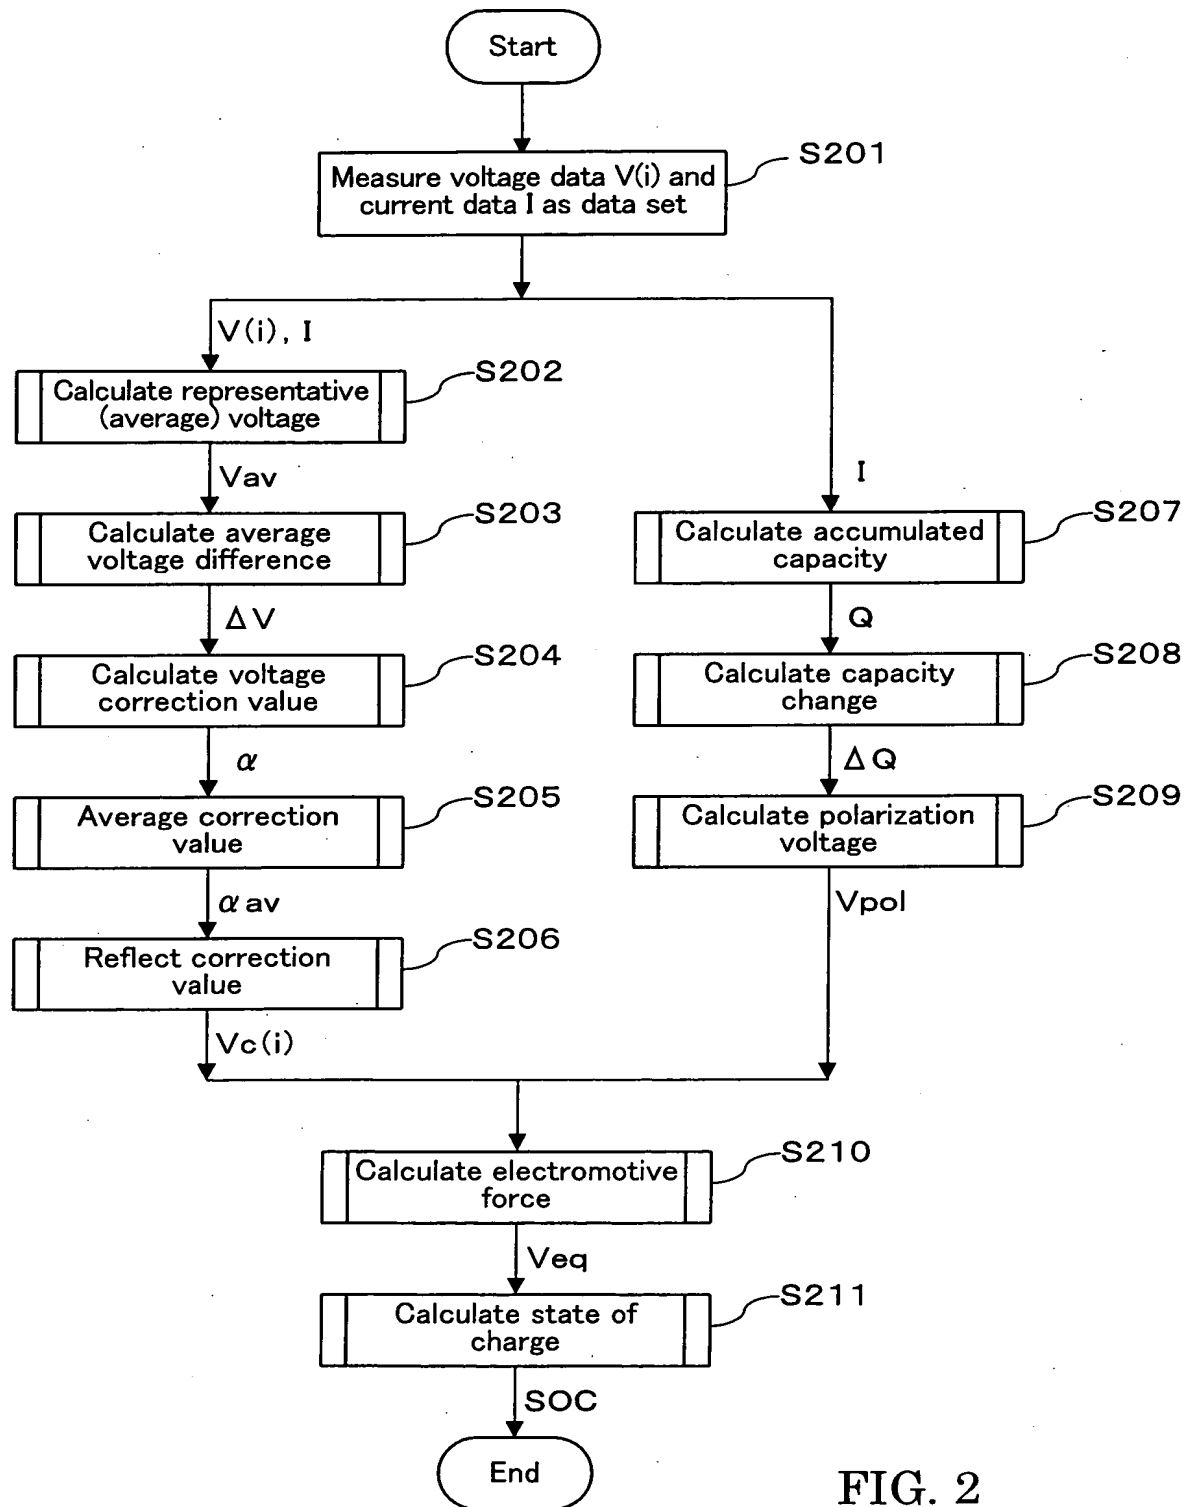 Start
Measure voltage data V(i) and
current data I as data set
S201
V(i), I
Calculate representative
(average) voltage
S202
Vav
Calculate average
voltage difference
S203
ΔV
Calculate voltage
correction value
S204
α
Average correction
value
S205
αav
Reflect correction
value
S206
Vc(i)
I
Calculate accumulated
capacity
S207
Q
Calculate capacity
change
S208
ΔQ
Calculate polarization
voltage
S209
Vpol
Calculate electromotive
force
S210
Veq
Calculate state of
charge
S211
SOC
End
FIG. 2